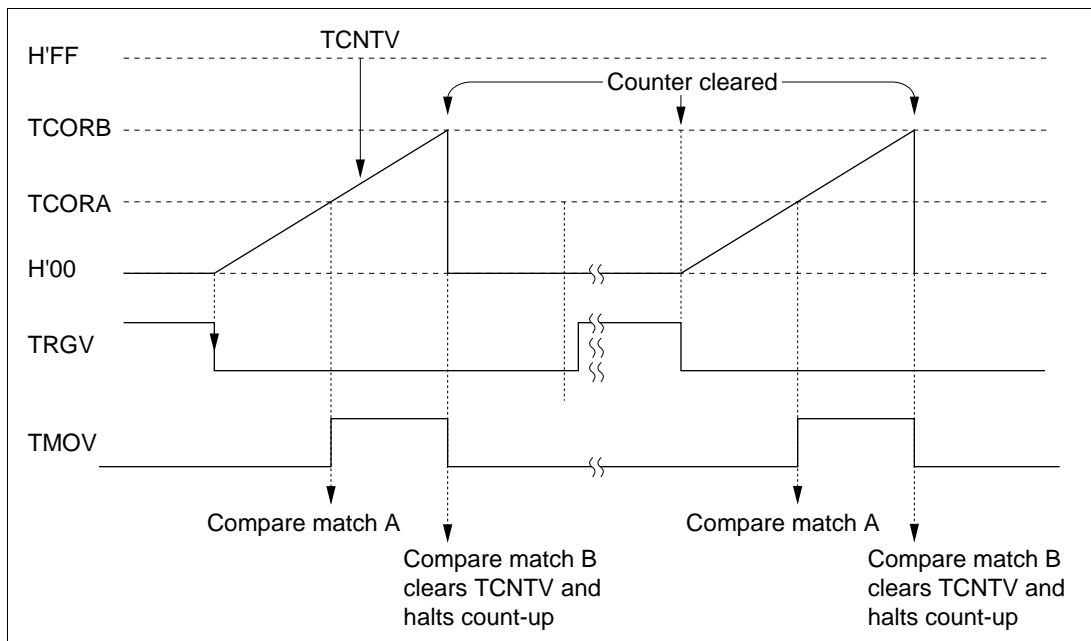 TCNTV
H'FF
Counter cleared
TCORB
TCORA
H'00
TRGV
TMOV
Compare match A
Compare match B
clears TCNTV and
halts count-up
Compare match A
Compare match B
clears TCNTV and
halts count-up